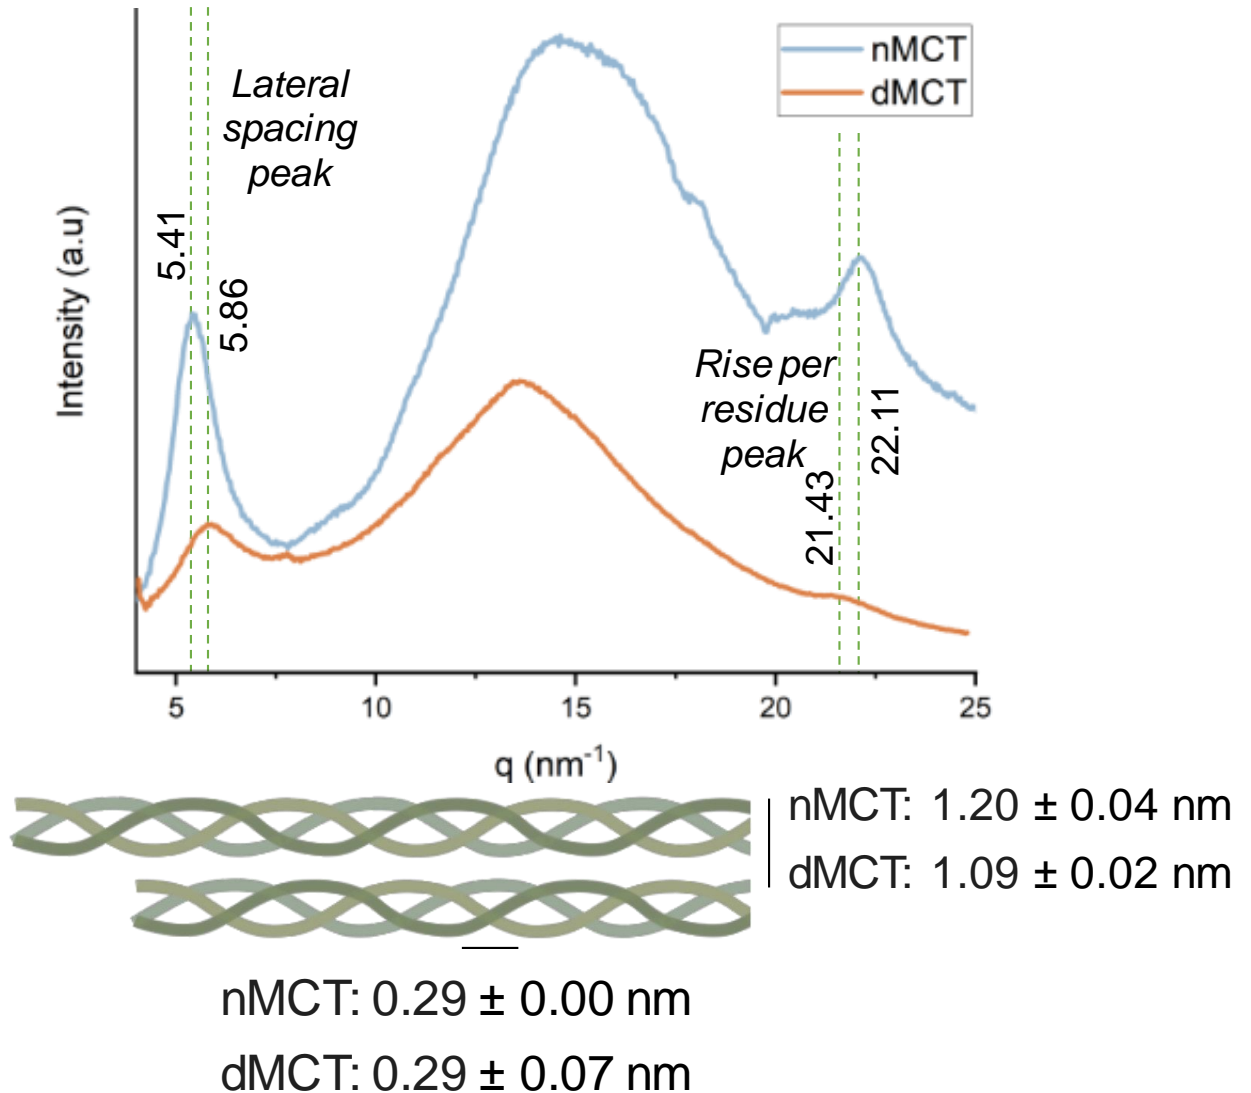 nMCT
dMCT
Lateral
spacing
peak
5.41
5.86
Intensity (a.u)
Rise per
residue
peak
21.43
22.11
5
10
15
20
25
q (nm⁻¹)
nMCT: 1.20 ± 0.04 nm
dMCT: 1.09 ± 0.02 nm
nMCT: 0.29 ± 0.00 nm
dMCT: 0.29 ± 0.07 nm